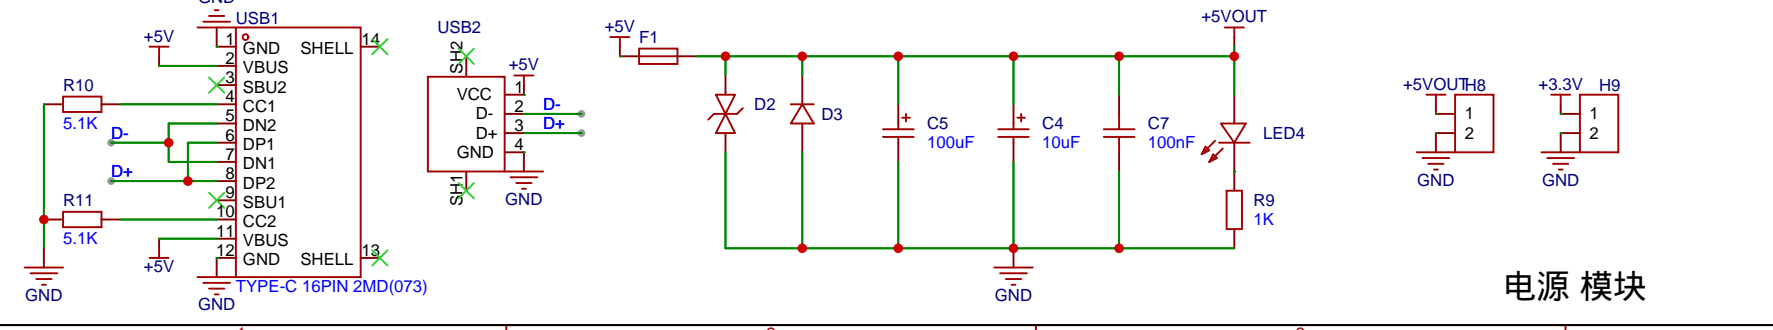 GND
USB1
+5V
1
GND
SHELL
14
2
VBUS
3
SBU2
R10
5.1K
4
CC1
5
DN2
D-
6
DP1
7
DN1
D+
8
DP2
9
SBU1
R11
5.1K
10
CC2
11
VBUS
+5V
12
GND
SHELL
13
GND
GND
TYPE-C 16PIN 2MD(073)
USB2
SH2
+5V
VCC
1
D-
2
D-
D+
3
D+
GND
4
SH1
GND
+5V
F1
+5VOUT
D2
D3
C5
100uF
C4
10uF
C7
100nF
LED4
R9
1K
GND
+5VOUT
H8
1
2
GND
+3.3V
H9
1
2
GND
电源 模块